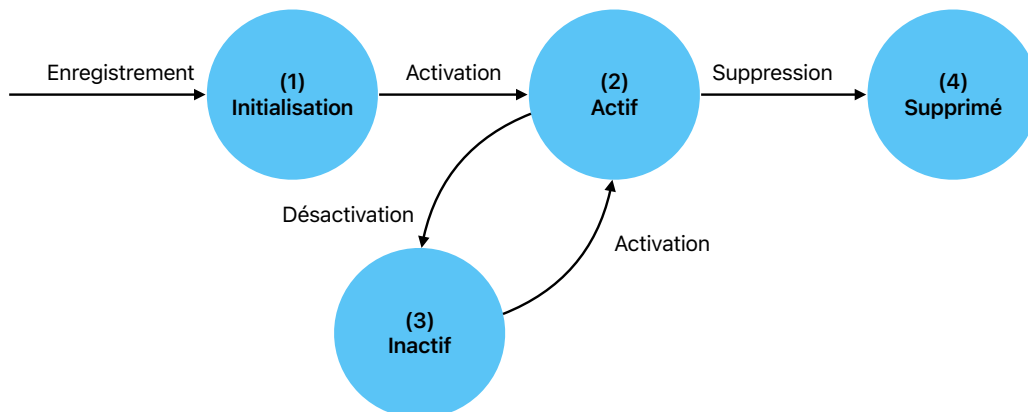 Enregistrement
(1)
Initialisation
Activation
(2)
Actif
Suppression
(4)
Supprimé
Désactivation
Activation
(3)
Inactif